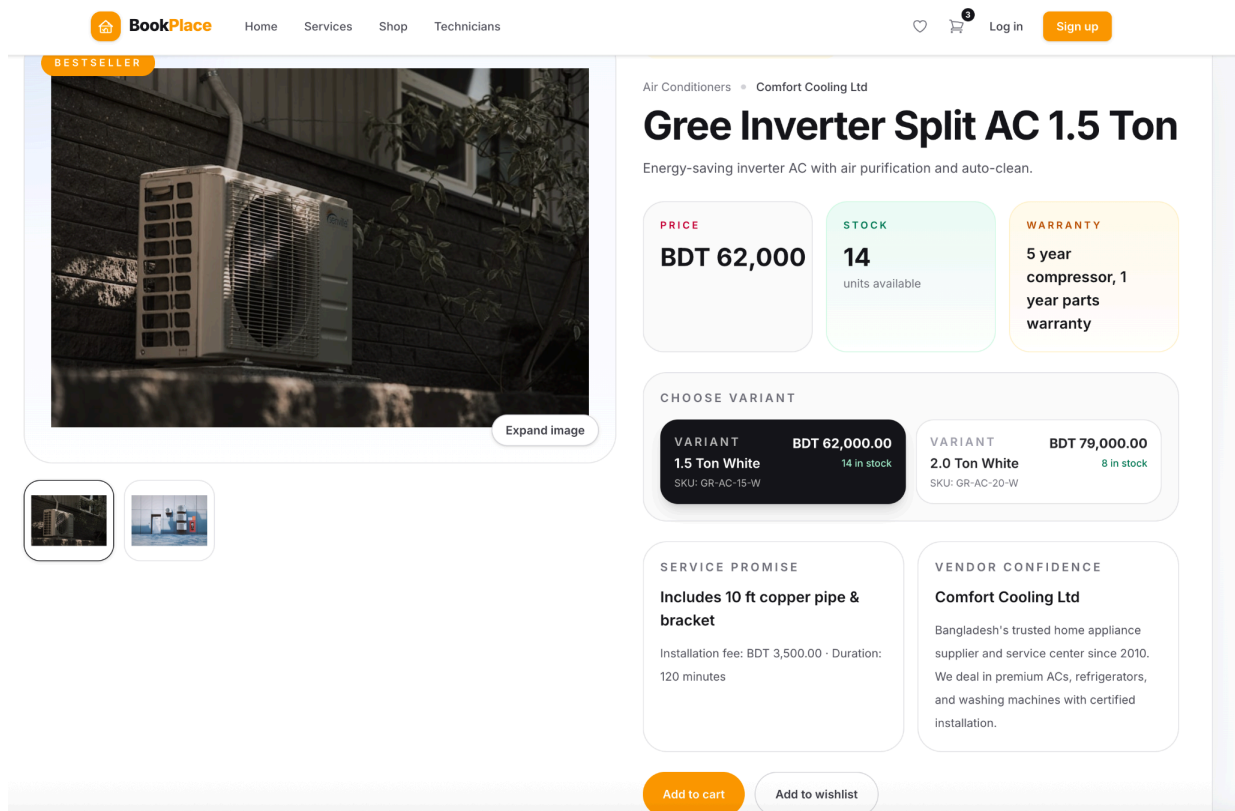 BookPlace
Home
Services
Shop
Technicians
3
Log in
Sign up
BESTSELLER
Expand image
Air Conditioners
Comfort Cooling Ltd
Gree Inverter Split AC 1.5 Ton
Energy-saving inverter AC with air purification and auto-clean.
PRICE
BDT 62,000
STOCK
14
units available
WARRANTY
5 year
compressor, 1
year parts
warranty
CHOOSE VARIANT
VARIANT
BDT 62,000.00
1.5 Ton White
14 in stock
SKU: GR-AC-15-W
VARIANT
BDT 79,000.00
2.0 Ton White
8 in stock
SKU: GR-AC-20-W
SERVICE PROMISE
Includes 10 ft copper pipe &
bracket
Installation fee: BDT 3,500.00 · Duration:
120 minutes
VENDOR CONFIDENCE
Comfort Cooling Ltd
Bangladesh's trusted home appliance
supplier and service center since 2010.
We deal in premium ACs, refrigerators,
and washing machines with certified
installation.
Add to cart
Add to wishlist